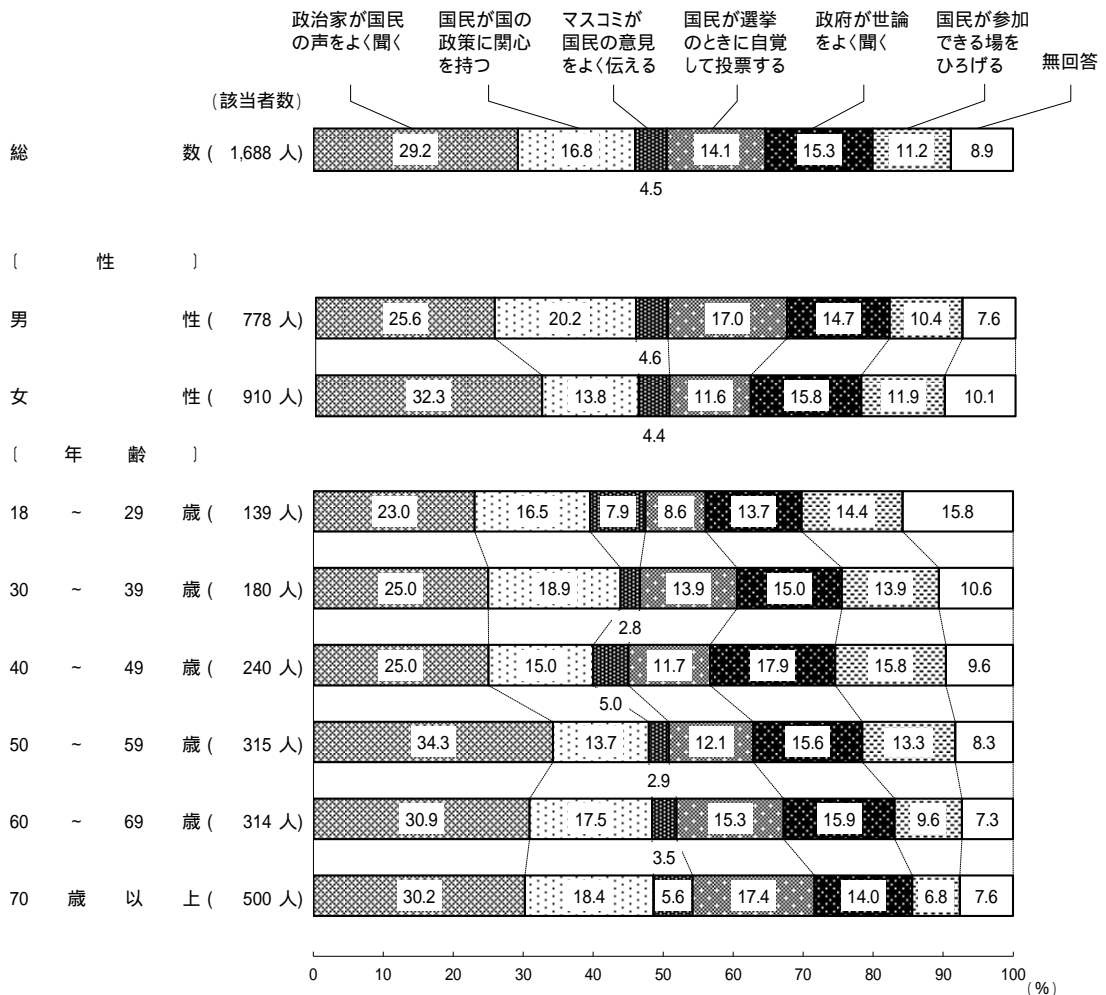 政治家が国民
の声をよく聞く
国民が国の
政策に関心
を持つ
マスコミが
国民の意見
をよく伝える
国民が選挙
のときに自覚
して投票する
政府が世論
をよく聞く
国民が参加
できる場を
ひろげる
無回答
(該当者数)
総 数 ( 1,688 人) 29.2 16.8 14.1 15.3 11.2 8.9
4.5
〔 性 〕
男 性 ( 778 人) 25.6 20.2 17.0 14.7 10.4 7.6
4.6
女 性 ( 910 人) 32.3 13.8 11.6 15.8 11.9 10.1
4.4
〔 年 齢 〕
18 ~ 29 歳 ( 139 人) 23.0 16.5 7.9 8.6 13.7 14.4 15.8
30 ~ 39 歳 ( 180 人) 25.0 18.9 13.9 15.0 13.9 10.6
2.8
40 ~ 49 歳 ( 240 人) 25.0 15.0 11.7 17.9 15.8 9.6
5.0
50 ~ 59 歳 ( 315 人) 34.3 13.7 12.1 15.6 13.3 8.3
2.9
60 ~ 69 歳 ( 314 人) 30.9 17.5 15.3 15.9 9.6 7.3
3.5
70 歳 以 上 ( 500 人) 30.2 18.4 5.6 17.4 14.0 6.8 7.6
0 10 20 30 40 50 60 70 80 90 100
(%)